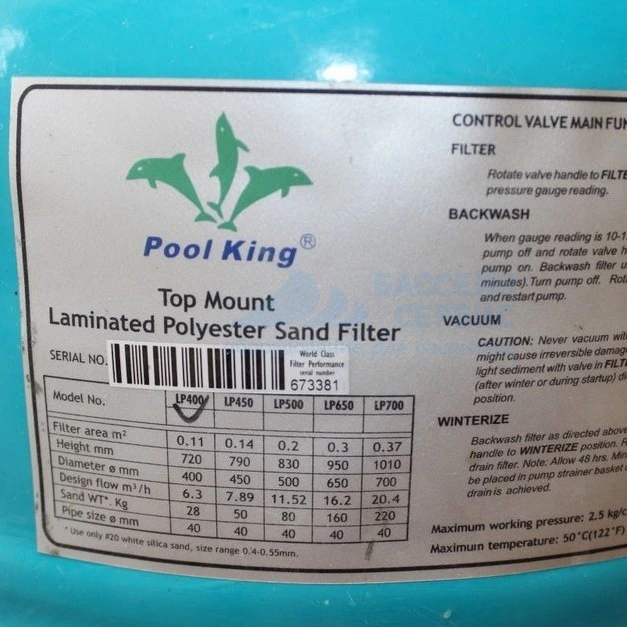 Pool King®
Top Mount
Laminated Polyester Sand Filter
SERIAL NO.
World Class
Filter Performance
serial number
673381
Model No. LP400 LP450 LP500 LP650 LP700
Filter area m² 0.11 0.14 0.2 0.3 0.37
Height mm 720 790 830 950 1010
Diameter ø mm 400 450 500 650 700
Design flow m³/h 6.3 7.89 11.52 16.2 20.4
Sand WT*. Kg 28 50 80 160 220
Pipe size ø mm 40 40 40 40 40
* Use only #20 white silica sand, size range 0.4-0.55mm.
CONTROL VALVE MAIN FUN
FILTER
Rotate valve handle to FILTE
pressure gauge reading.
BACKWASH
When gauge reading is 10-1
pump off and rotate valve h
pump on. Backwash filter u
minutes). Turn pump off. Rot
and restart pump.
VACUUM
CAUTION: Never vacuum wit
might cause irreversible damag
light sediment with valve in FILT
(after winter or during startup) di
position.
WINTERIZE
Backwash filter as directed above
handle to WINTERIZE position. R
drain filter. Note: Allow 48 hrs. Min
be placed in pump strainer basket
drain is achieved.
Maximum working pressure: 2.5 kg/c
Maximum temperature: 50°C(122°F)